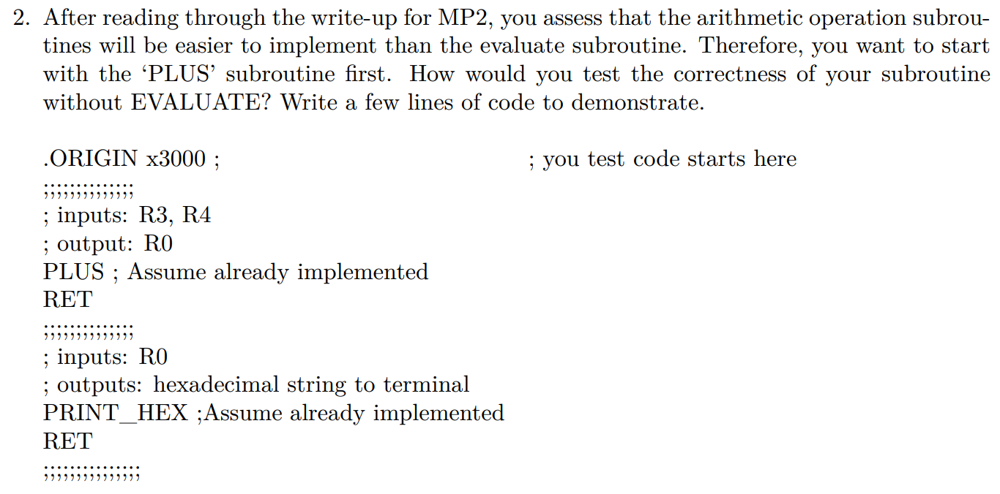 2. After reading through the write-up for MP2, you assess that the arithmetic operation subrou-
tines will be easier to implement than the evaluate subroutine. Therefore, you want to start
with the ‘PLUS’ subroutine first. How would you test the correctness of your subroutine
without EVALUATE? Write a few lines of code to demonstrate.
.ORIGIN x3000 ; ; you test code starts here
;;;;;;;;;;;;;;
; inputs: R3, R4
; output: R0
PLUS ; Assume already implemented
RET
;;;;;;;;;;;;;;
; inputs: R0
; outputs: hexadecimal string to terminal
PRINT_HEX ;Assume already implemented
RET
;;;;;;;;;;;;;;;